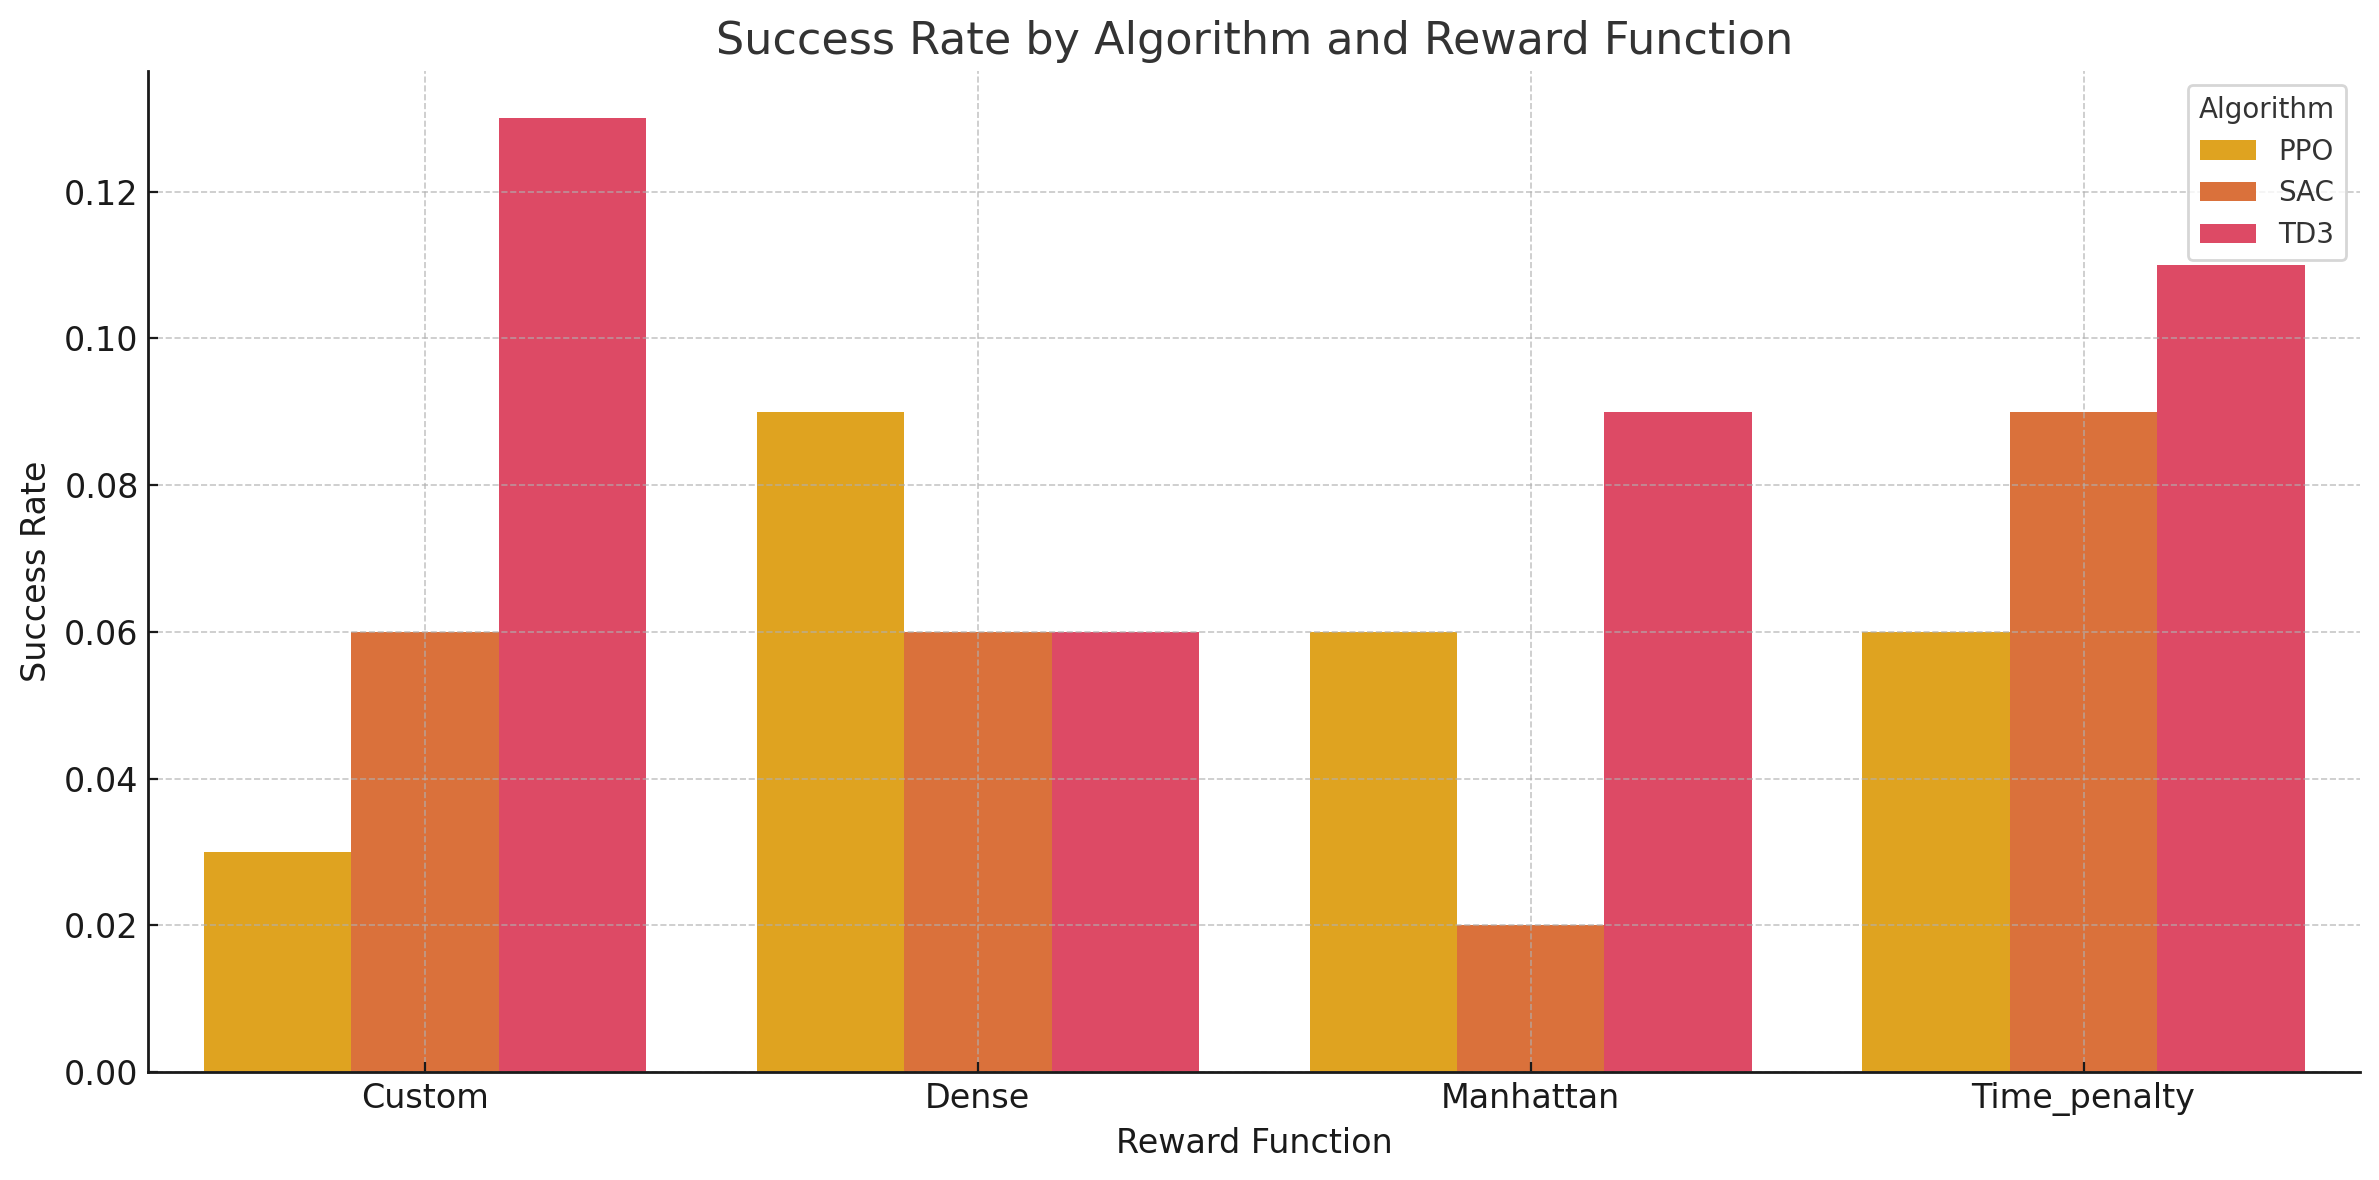 Success Rate by Algorithm and Reward Function
Algorithm
PPO
SAC
TD3
Success Rate
0.12
0.10
0.08
0.06
0.04
0.02
0.00
Custom
Dense
Manhattan
Time_penalty
Reward Function